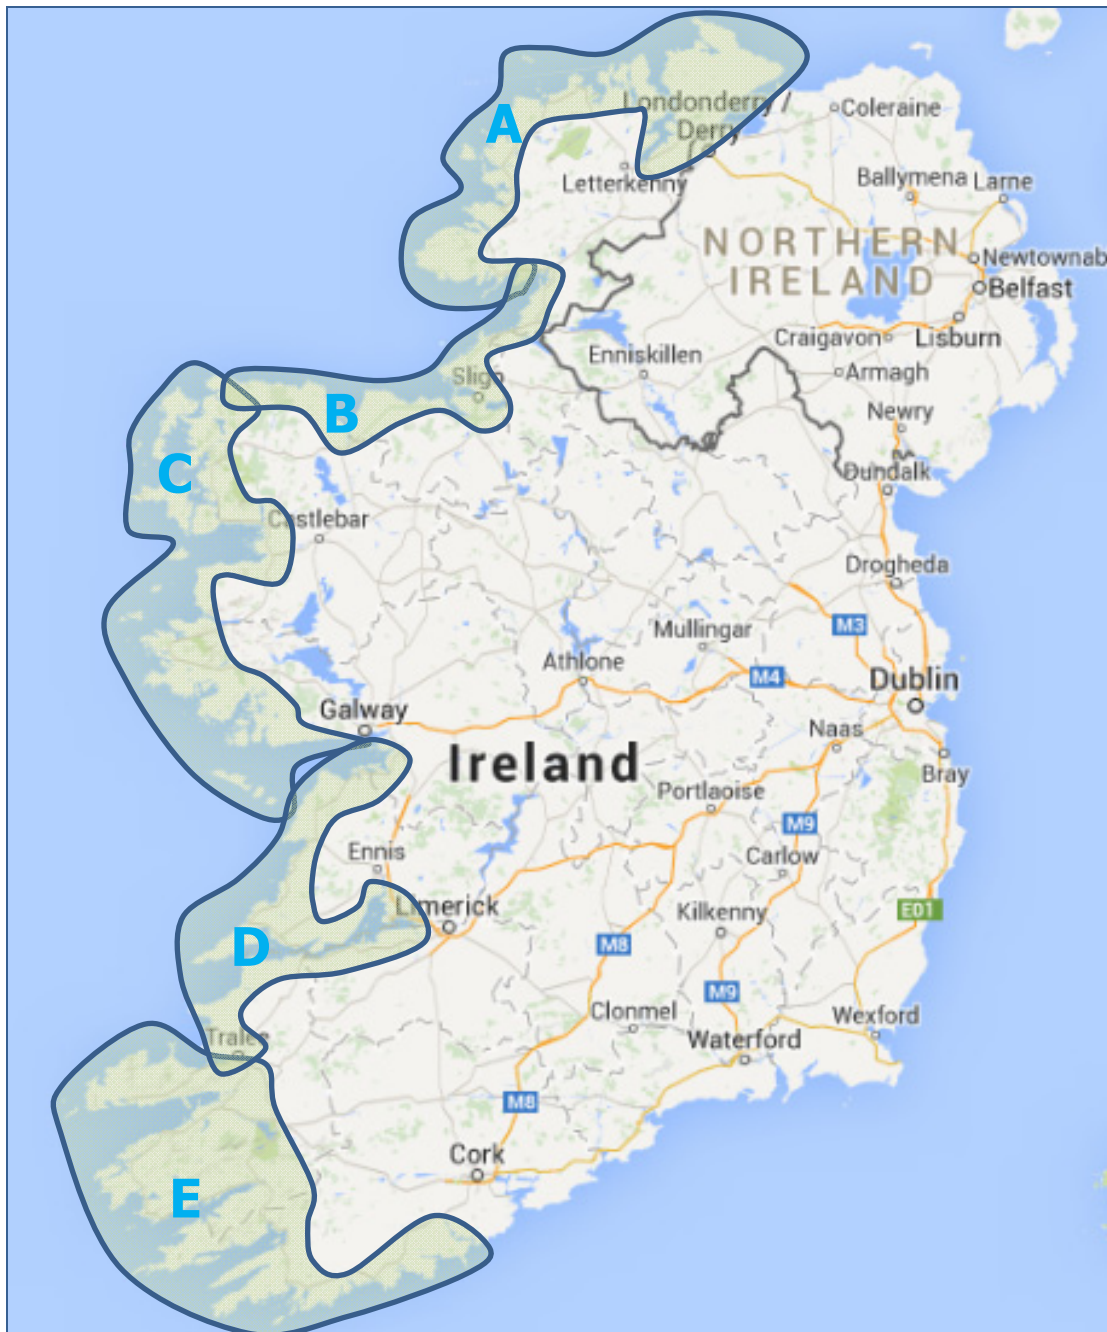 A
Londonderry /
Derry
Coleraine
Letterkenny
Ballymena
Larne
NORTHERN
IRELAND
Newtownab
Belfast
Craigavon
Lisburn
Enniskillen
Armagh
Sligo
B
Newry
C
Dundalk
Castlebar
Drogheda
M3
Mullingar
Athlone
M4
Dublin
Galway
Naas
Ireland
Bray
Portlaoise
M9
Ennis
Carlow
Limerick
Kilkenny
E01
D
M8
M9
Clonmel
Wexford
Tralee
Waterford
M8
Cork
E